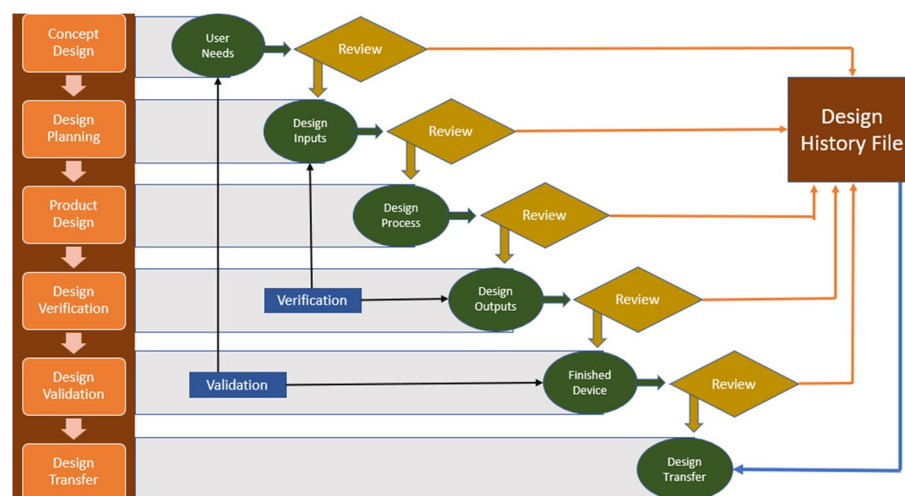 Concept
Design
User
Needs
Review
Design
Planning
Design
Inputs
Review
Design
History File
Product
Design
Design
Process
Review
Design
Verification
Verification
Design
Outputs
Review
Design
Validation
Validation
Finished
Device
Review
Design
Transfer
Design
Transfer